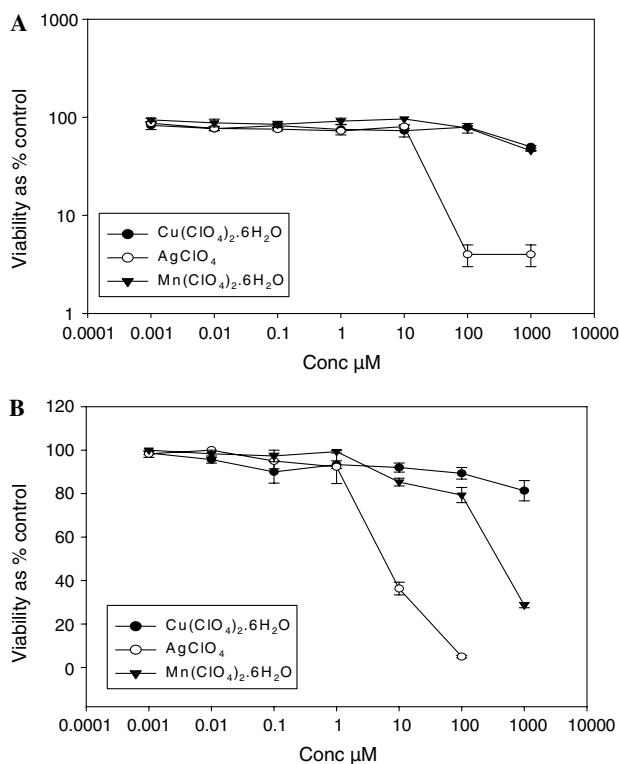 A
1000
100
10
1
Viability as % control
Cu(ClO₄)₂.6H₂O
AgClO₄
Mn(ClO₄)₂.6H₂O
0.0001 0.001 0.01 0.1 1 10 100 1000 10000
Conc µM
B
120
100
80
60
40
20
0
Viability as % control
Cu(ClO₄)₂.6H₂O
AgClO₄
Mn(ClO₄)₂.6H₂O
0.0001 0.001 0.01 0.1 1 10 100 1000 10000
Conc µM